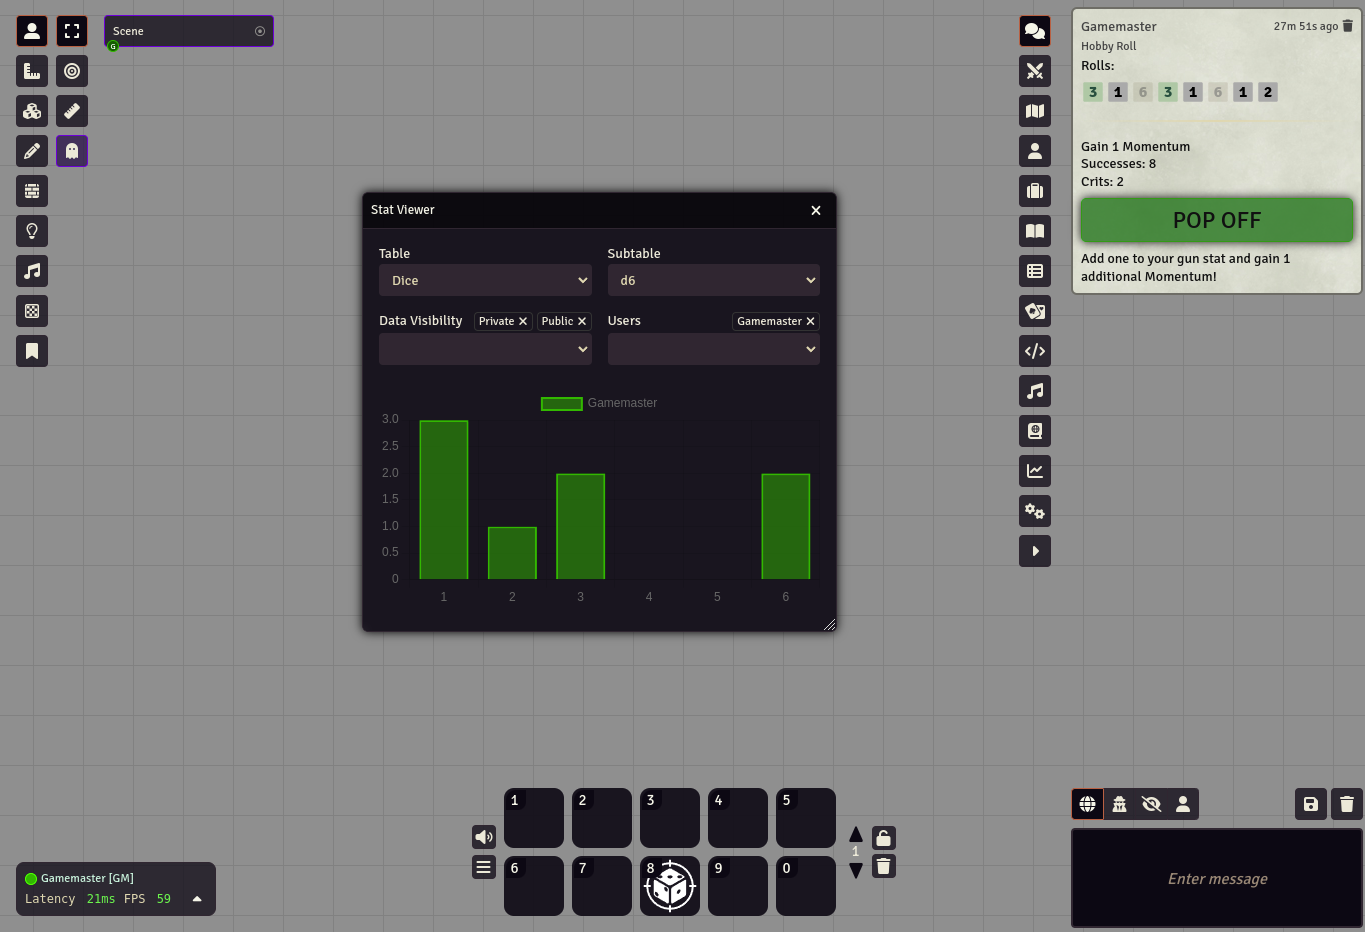 Scene
G
Gamemaster
27m 51s ago
Hobby Roll
Rolls:
3 1 6 3 1 6 1 2
Gain 1 Momentum
Successes: 8
Crits: 2
POP OFF
Add one to your gun stat and gain 1
additional Momentum!
Stat Viewer
Table
Subtable
Dice
d6
Data Visibility
Private
Public
Users
Gamemaster
Gamemaster
3.0
2.5
2.0
1.5
1.0
0.5
0
1 2 3 4 5 6
1 2 3 4 5
1
6 7 8 9 0
Gamemaster [GM]
Latency 21ms FPS 59
Enter message